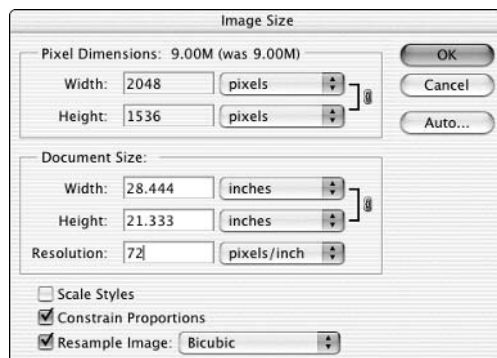 Image Size
Pixel Dimensions: 9.00M (was 9.00M)
OK
Width: 2048 pixels
Cancel
Height: 1536 pixels
Auto...
Document Size:
Width: 28.444 inches
Height: 21.333 inches
Resolution: 72 pixels/inch
Scale Styles
Constrain Proportions
Resample Image: Bicubic